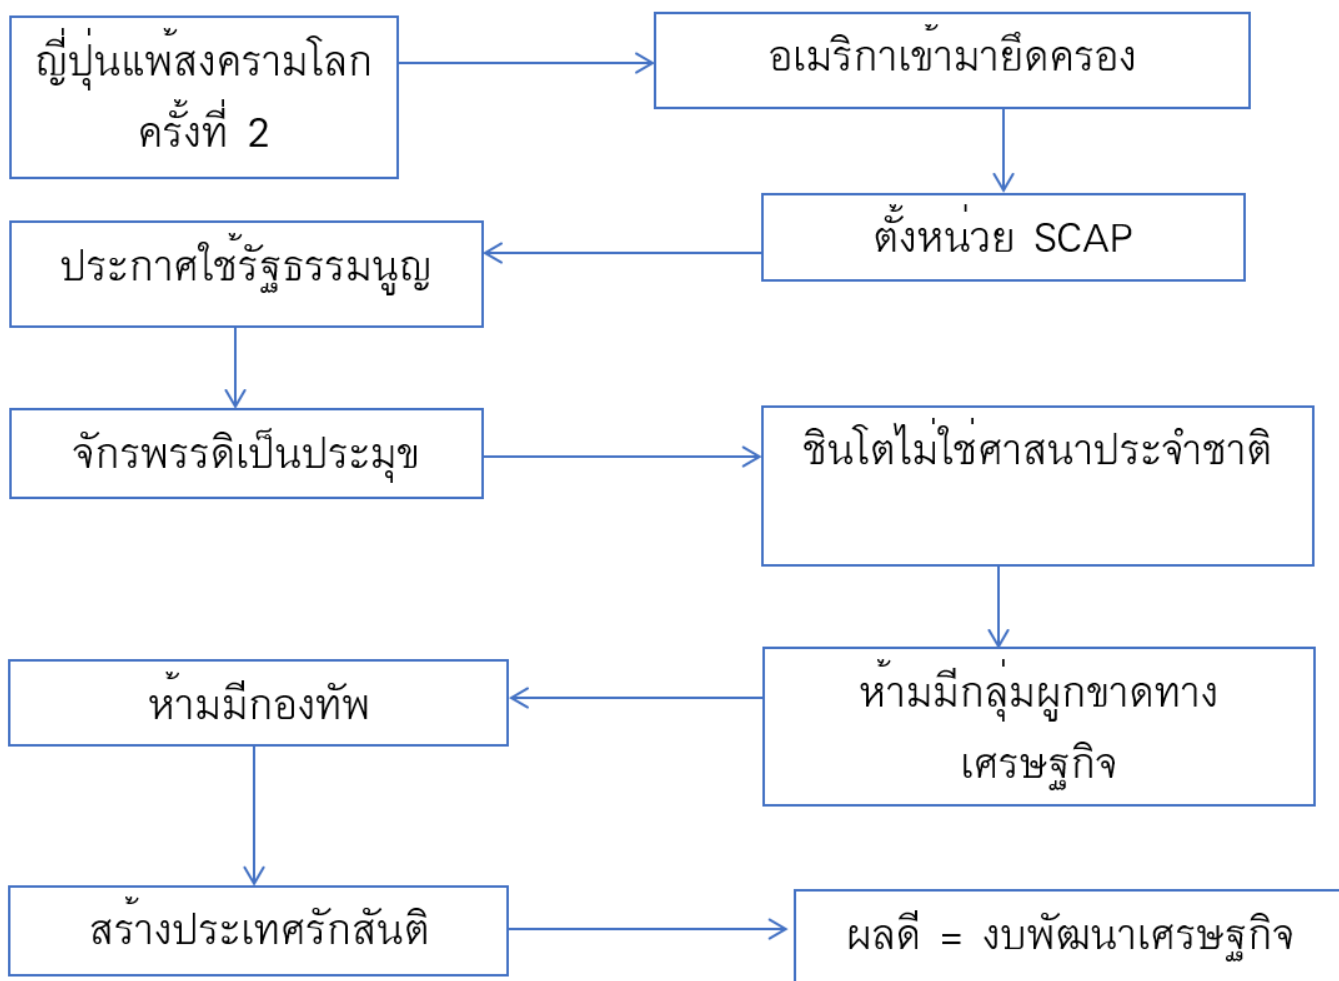 ญี่ปุ่นแพ้สงครามโลก
ครั้งที่ 2
อเมริกาเข้ามายึดครอง
ตั้งหน่วย SCAP
ประกาศใช้รัฐธรรมนูญ
จักรพรรดิเป็นประมุข
ชินโตไม่ใช่ศาสนาประจำชาติ
ห้ามมีกลุ่มผูกขาดทาง
เศรษฐกิจ
ห้ามมีกองทัพ
สร้างประเทศรักสันติ
ผลดี = งบพัฒนาเศรษฐกิจ